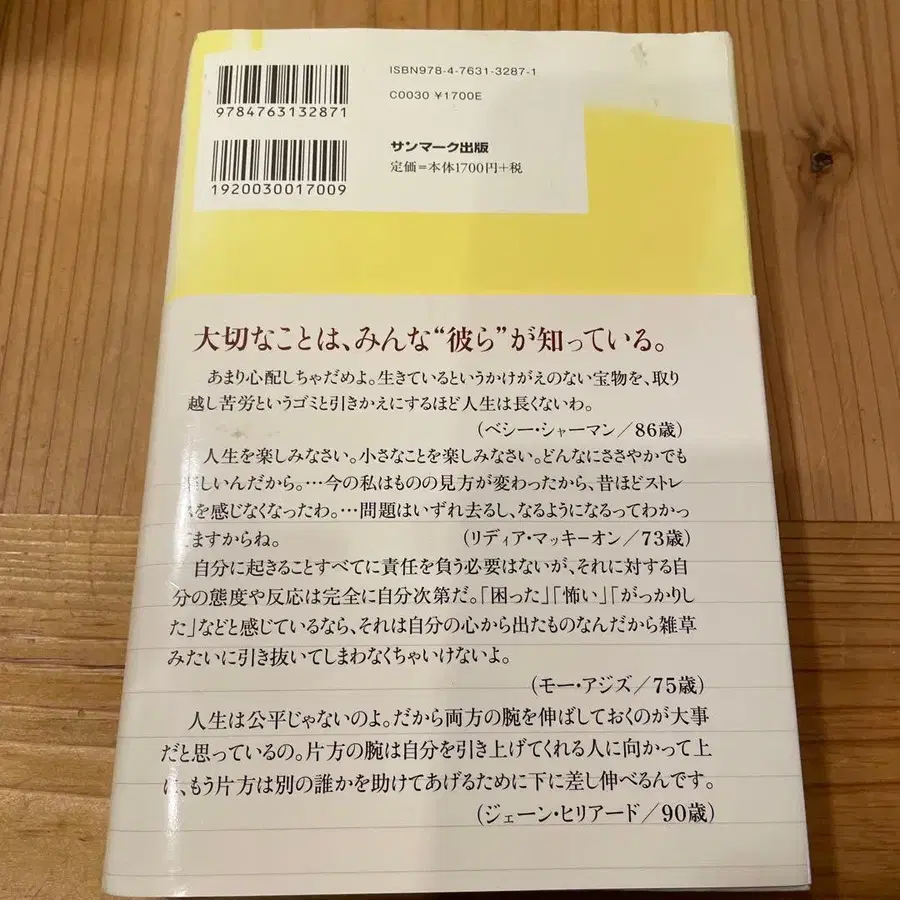 ISBN978-4-7631-3287-1
C0030 ¥1700E
9784763132871
サンマーク出版
定価=本体1700円+税
1920030017009
大切なことは、みんな“彼ら”が知っている。
あまり心配しちゃだめよ。生きているというかけがえのない宝物を、取り
越し苦労というゴミと引きかえにするほど人生は長くないわ。
(ベシー・シャーマン/86歳)
人生を楽しみなさい。小さなことを楽しみなさい。どんなにささやかでも
しいんだから。…今の私はものの見方が変わったから、昔ほどストレ
を感じなくなったわ。…問題はいずれ去るし、なるようになるってわかっ
てますからね。 (リディア・マッキーオン/73歳)
自分に起きることすべてに責任を負う必要はないが、それに対する自
分の態度や反応は完全に自分次第だ。「困った」「怖い」「がっかりし
た」などと感じているなら、それは自分の心から出たものなんだから雑草
みたいに引き抜いてしまわなくちゃいけないよ。
(モー・アジズ/75歳)
人生は公平じゃないのよ。だから両方の腕を伸ばしておくのが大事
だと思っているの。片方の腕は自分を引き上げてくれる人に向かって上
に、もう片方は別の誰かを助けてあげるために下に差し伸べるんです。
(ジェーン・ヒリアード/90歳)